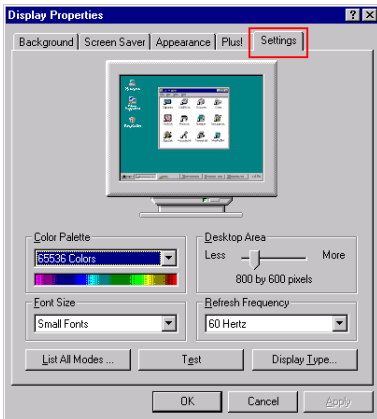 Display Properties
Background Screen Saver Appearance Plus! Settings
Color Palette
65536 Colors
Desktop Area
Less More
800 by 600 pixels
Font Size
Small Fonts
Refresh Frequency
60 Hertz
List All Modes ... Test Display Type...
OK Cancel Apply